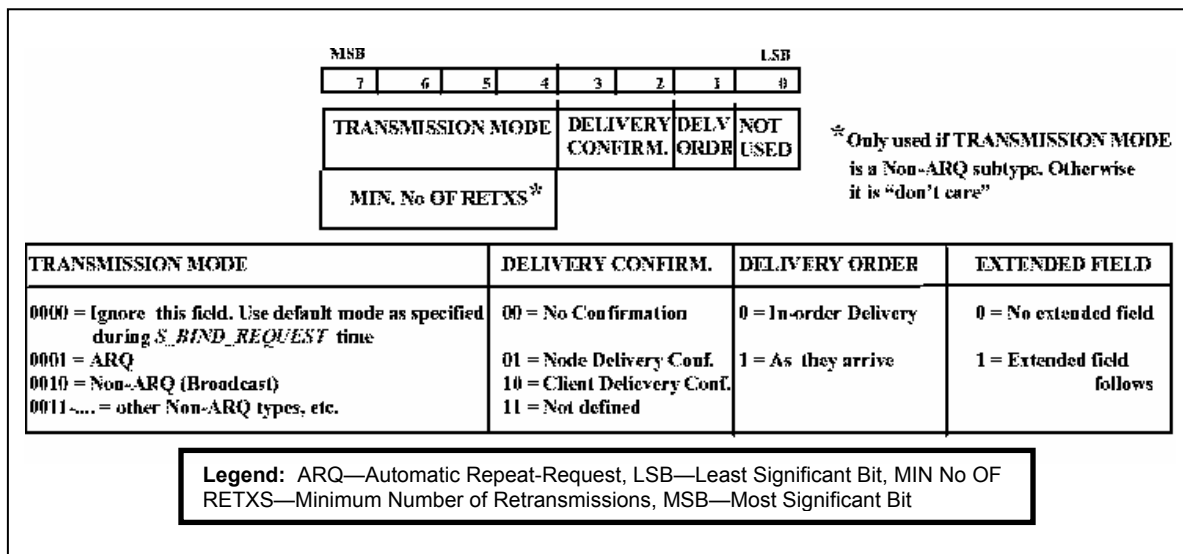 MSB LSB
7 6 5 4 3 2 1 0
TRANSMISSION MODE DELIVERY CONFIRM. DELV ORDR NOT USED
MIN. No OF RETXS*
*Only used if TRANSMISSION MODE
is a Non-ARQ subtype. Otherwise
it is “don’t care”
TRANSMISSION MODE DELIVERY CONFIRM. DELIVERY ORDER EXTENDED FIELD
0000 = Ignore this field. Use default mode as specified 00 = No Confirmation 0 = In-order Delivery 0 = No extended field
during S_BIND_REQUEST time
0001 = ARQ 01 = Node Delivery Conf. 1 = As they arrive 1 = Extended field
0010 = Non-ARQ (Broadcast) 10 = Client Delicvery Conf. follows
0011-.... = other Non-ARQ types, etc. 11 = Not defined
Legend: ARQ—Automatic Repeat-Request, LSB—Least Significant Bit, MIN No OF
RETXS—Minimum Number of Retransmissions, MSB—Most Significant Bit